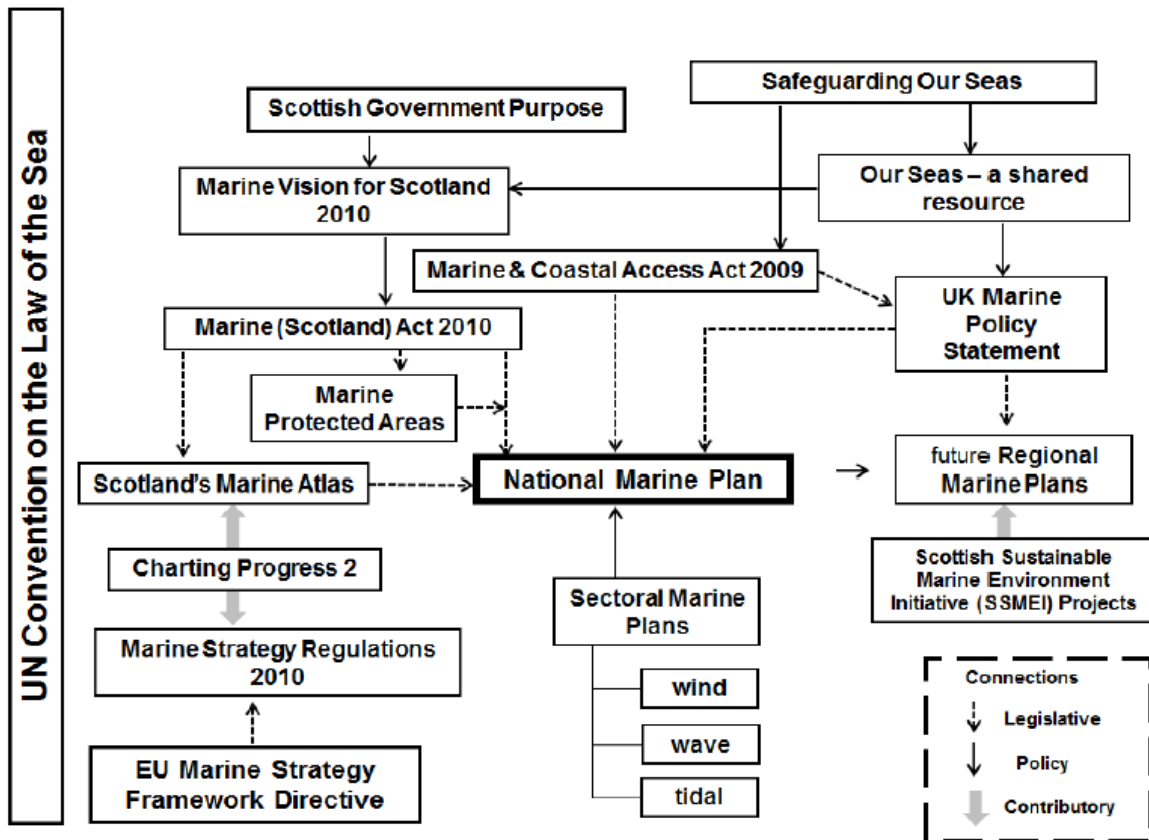 UN Convention on the Law of the Sea
Safeguarding Our Seas
Scottish Government Purpose
Marine Vision for Scotland
2010
Our Seas – a shared
resource
Marine & Coastal Access Act 2009
UK Marine
Policy
Statement
Marine (Scotland) Act 2010
Marine
Protected Areas
Scotland's Marine Atlas
National Marine Plan
future Regional
Marine Plans
Charting Progress 2
Sectoral Marine
Plans
Scottish Sustainable
Marine Environment
Initiative (SSMEI) Projects
Marine Strategy Regulations
2010
wind
wave
tidal
EU Marine Strategy
Framework Directive
Connections
Legislative
Policy
Contributory